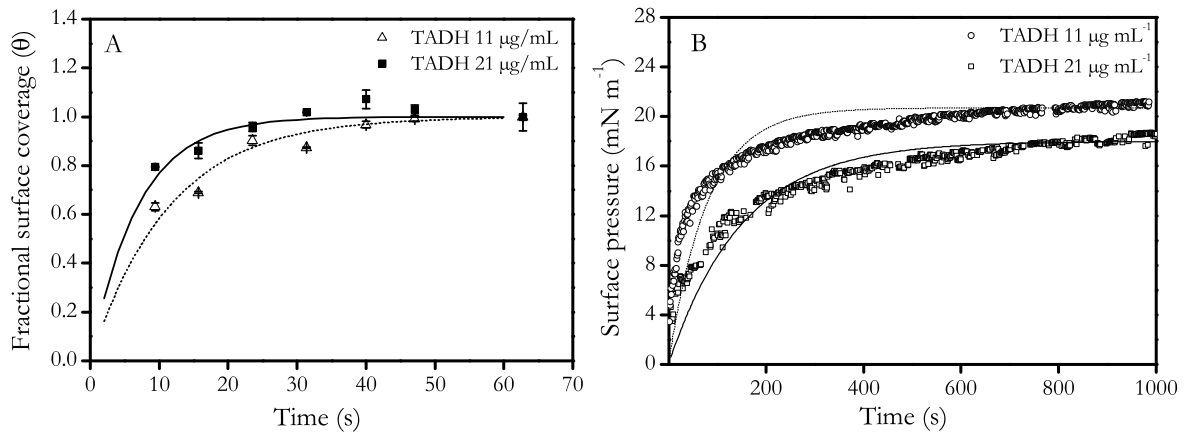 A
TADH 11 μg/mL
TADH 21 μg/mL
Fractional surface coverage (θ)
1.4
1.2
1.0
0.8
0.6
0.4
0.2
0.0
0 10 20 30 40 50 60 70
Time (s)
B
TADH 11 μg mL-1
TADH 21 μg mL-1
Surface pressure (mN m-1)
28
24
20
16
12
8
4
0
200 400 600 800 1000
Time (s)